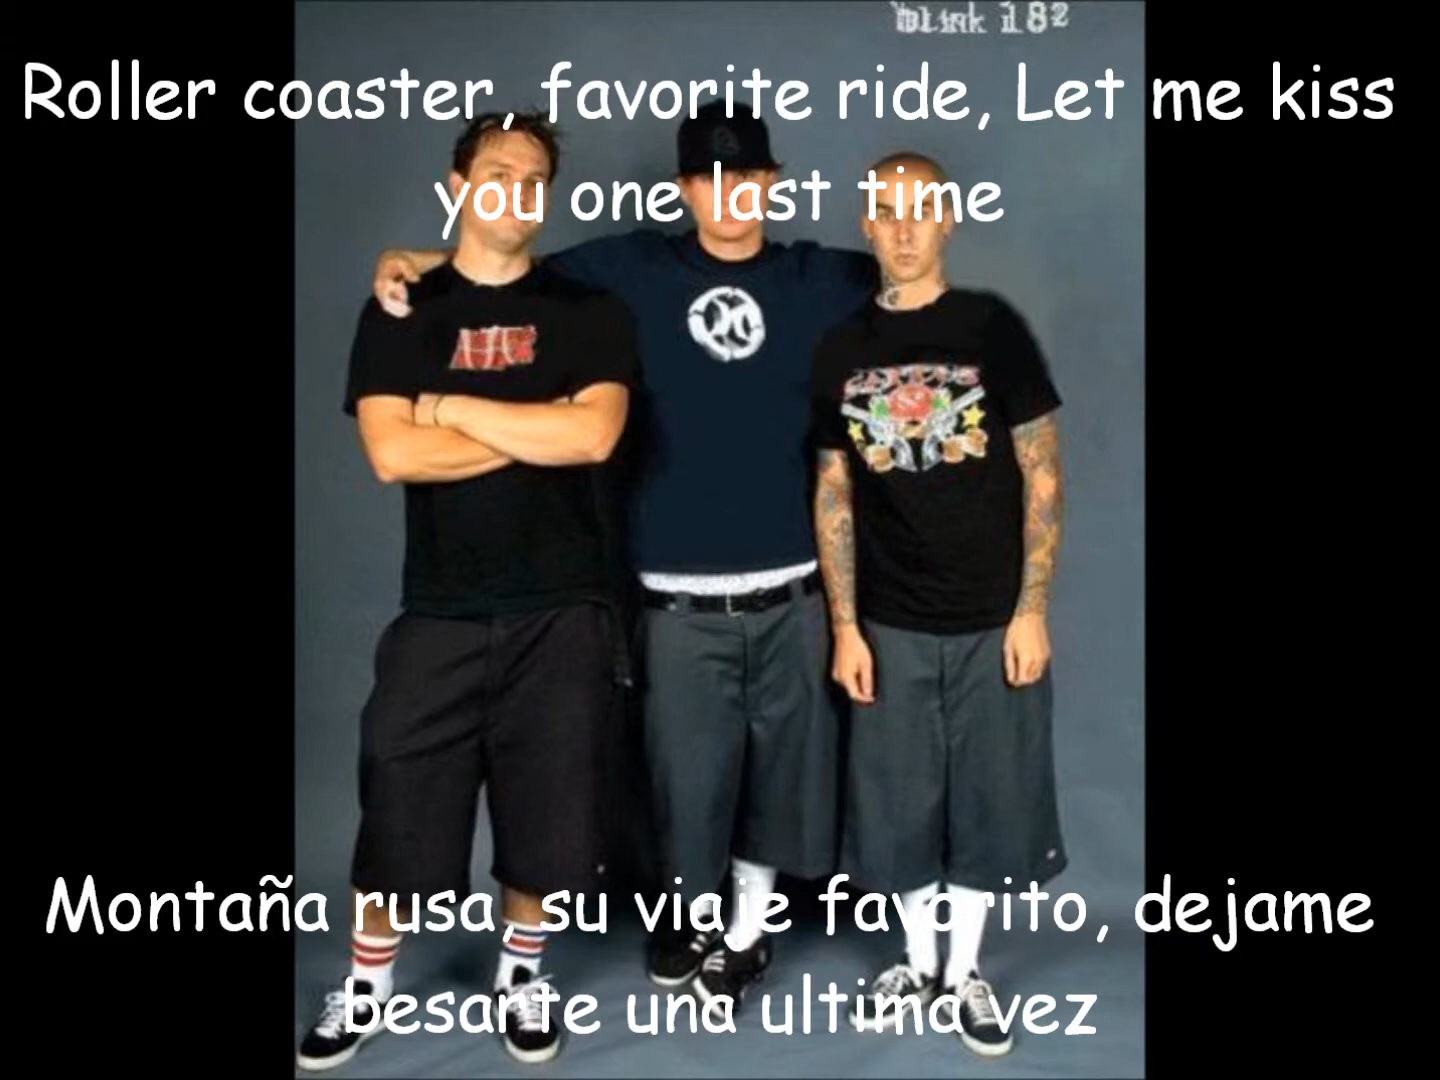 blink 182
Roller coaster, favorite ride, Let me kiss
you one last time
Montaña rusa, su viaje favorito, dejame
besarte una ultima vez